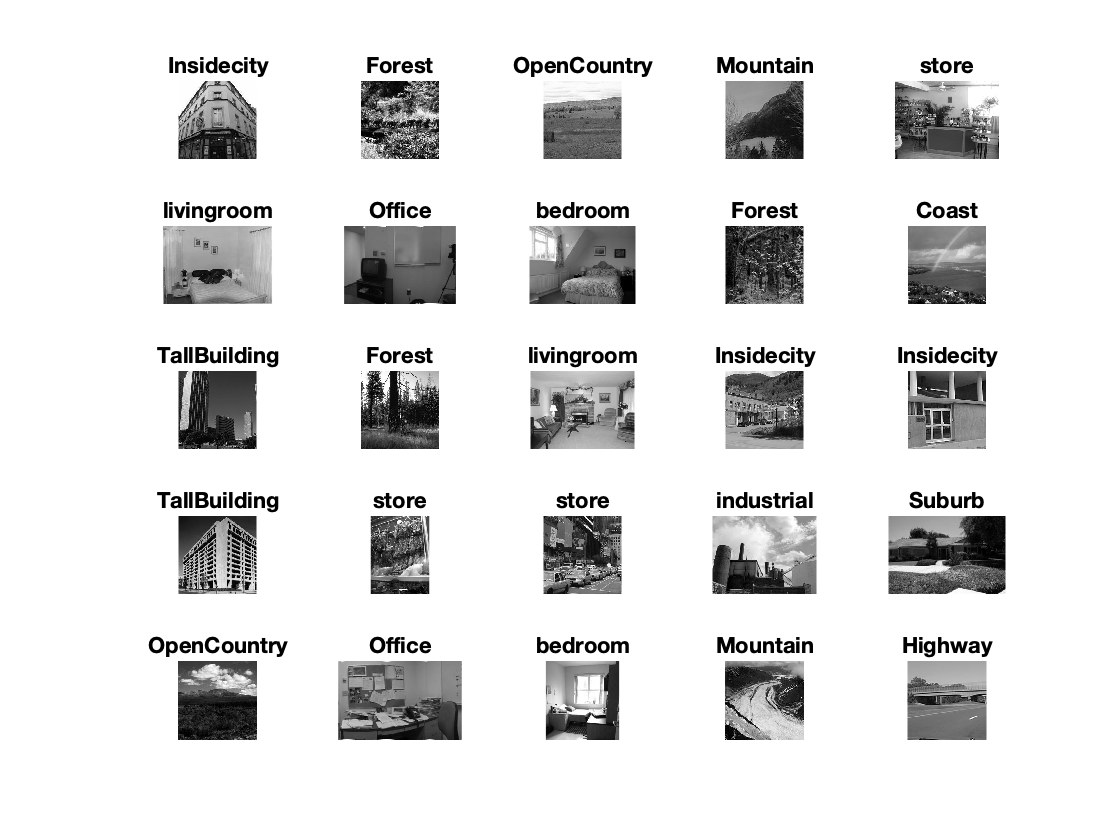 Insidecity Forest OpenCountry Mountain store
livingroom Office bedroom Forest Coast
TallBuilding Forest livingroom Insidecity Insidecity
TallBuilding store store industrial Suburb
OpenCountry Office bedroom Mountain Highway